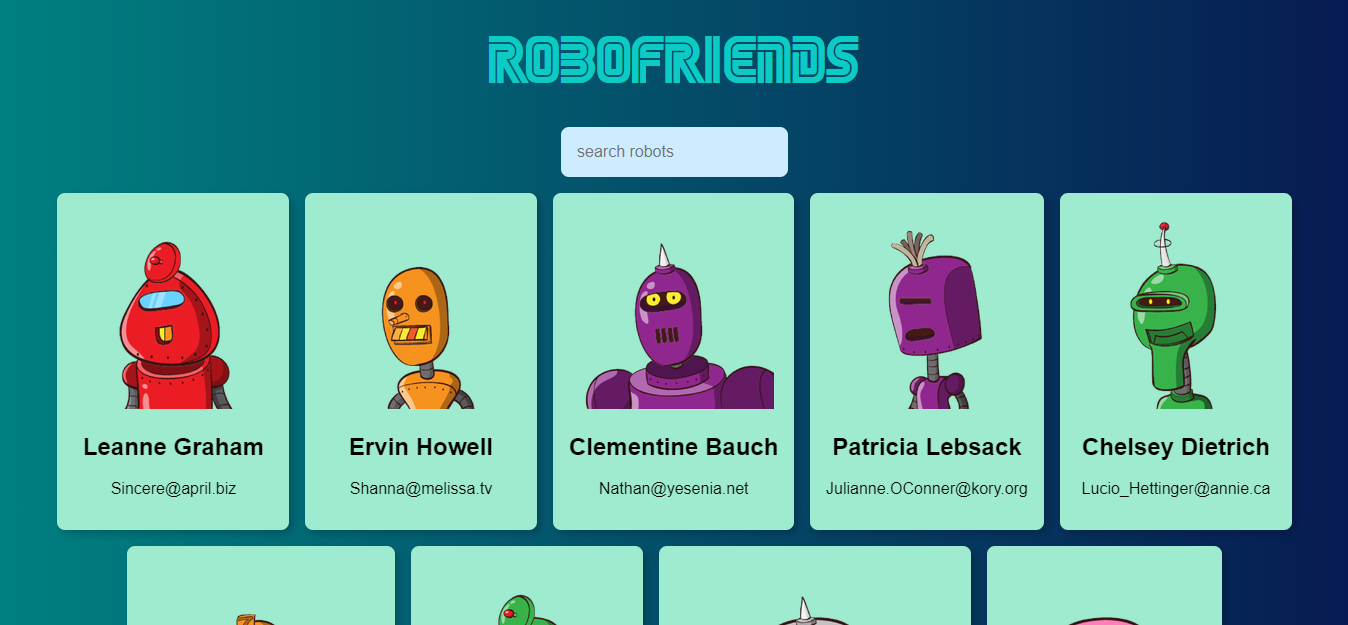 ROBOFRIENDS
search robots
Leanne Graham
Sincere@april.biz
Ervin Howell
Shanna@melissa.tv
Clementine Bauch
Nathan@yesenia.net
Patricia Lebsack
Julianne.OConner@kory.org
Chelsey Dietrich
Lucio_Hettinger@annie.ca